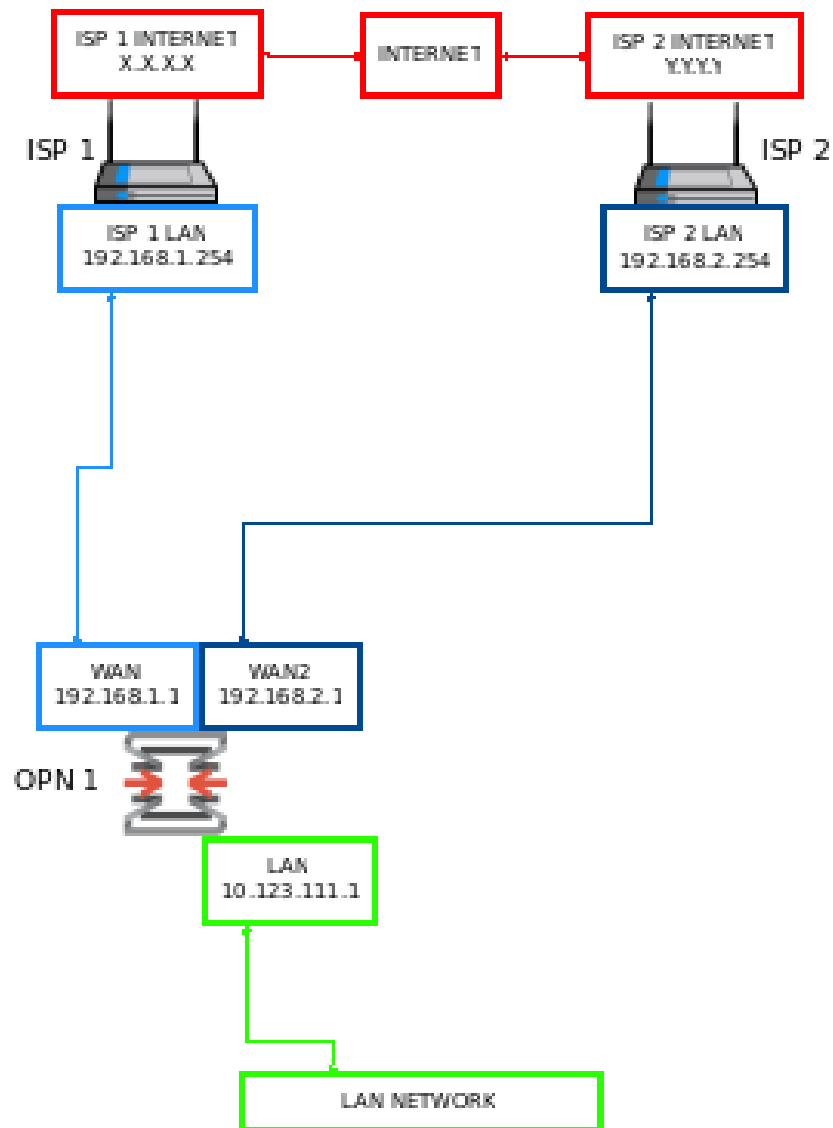 ISP 1 INTERNET
X.X.X.X
INTERNET
ISP 2 INTERNET
Y.Y.Y.Y
ISP 1
ISP 2
ISP 1 LAN
192.168.1.254
ISP 2 LAN
192.168.2.254
WAN
192.168.1.1
WAN2
192.168.2.1
OPN 1
LAN
10.123.111.1
LAN NETWORK